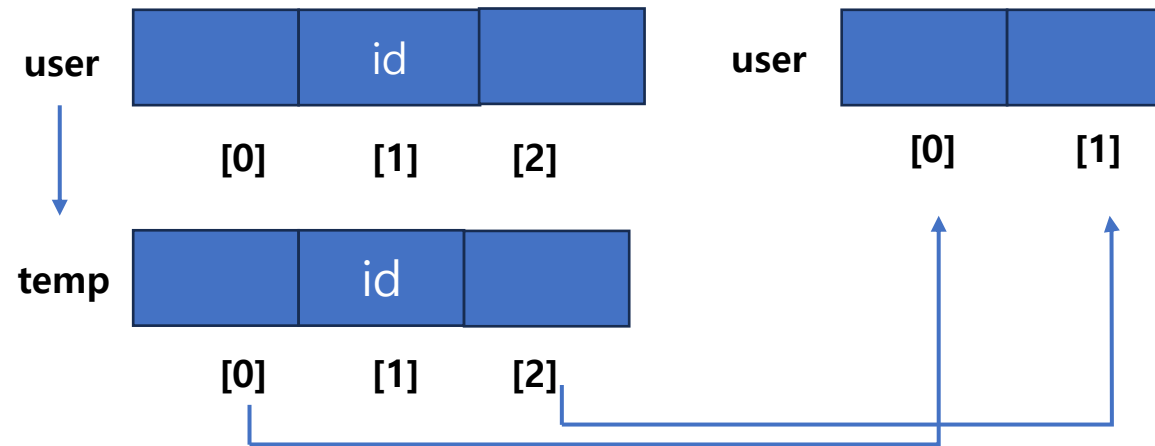 user
id
user
[0] [1] [2]
[0] [1]
temp
id
[0] [1] [2]